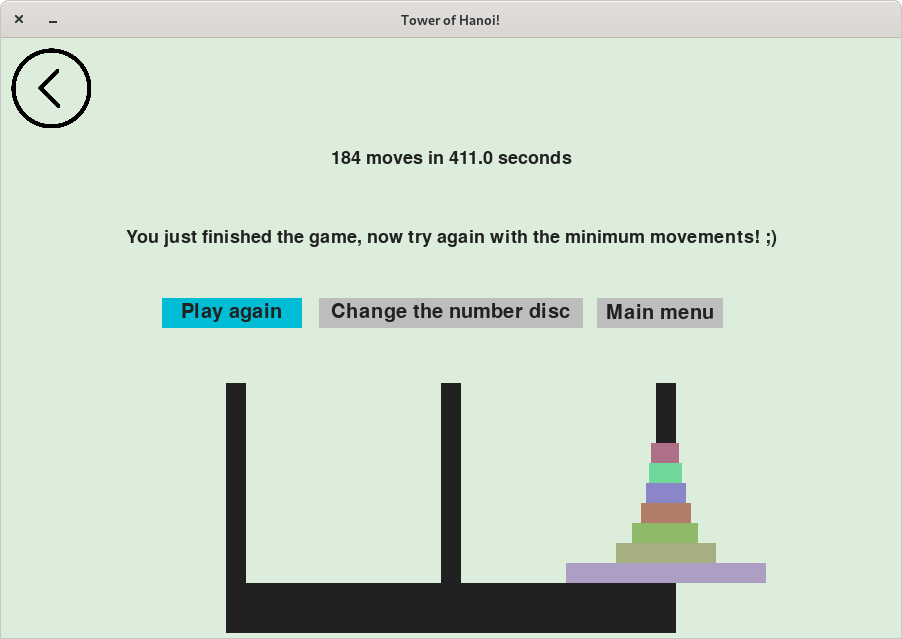 Tower of Hanoi!
184 moves in 411.0 seconds
You just finished the game, now try again with the minimum movements! ;)
Play again Change the number disc Main menu